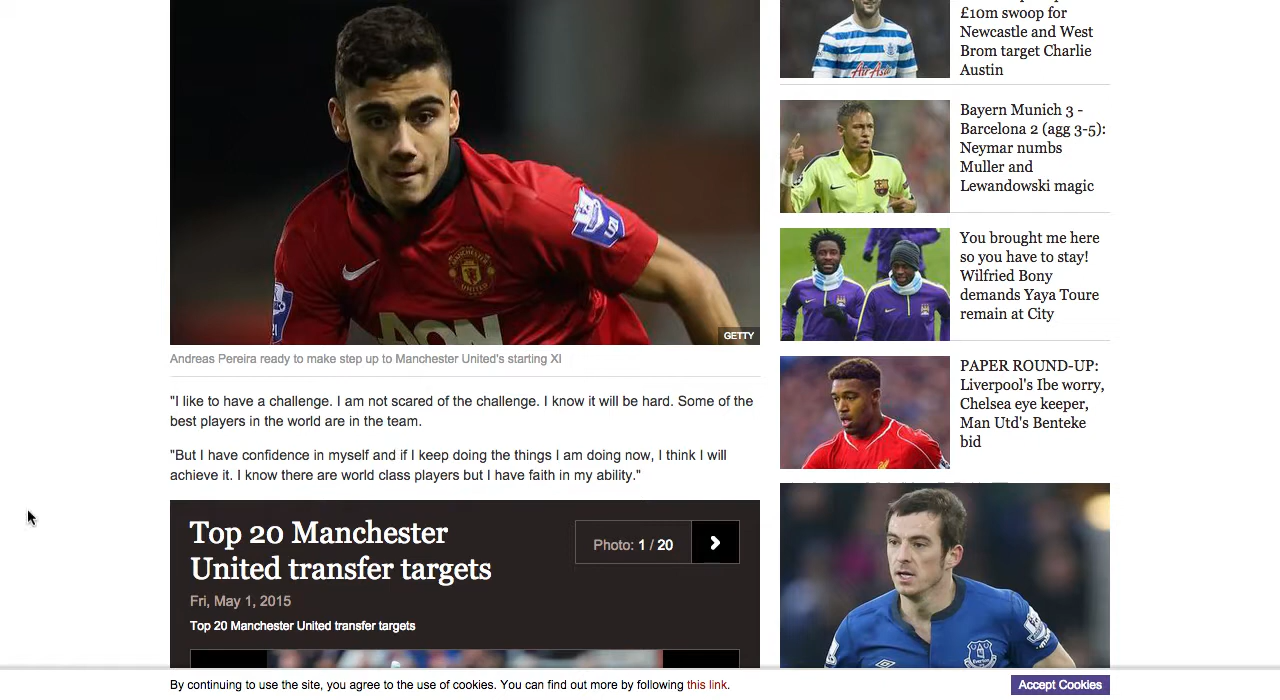 £10m swoop for
Newcastle and West
Brom target Charlie
Austin
Bayern Munich 3 -
Barcelona 2 (agg 3-5):
Neymar numbs
Muller and
Lewandowski magic
You brought me here
so you have to stay!
Wilfried Bony
demands Yaya Toure
remain at City
PAPER ROUND-UP:
Liverpool's Ibe worry,
Chelsea eye keeper,
Man Utd's Benteke
bid
AirAsia
MANCHESTER
UNITED
AON
GETTY
Andreas Pereira ready to make step up to Manchester United's starting XI
"I like to have a challenge. I am not scared of the challenge. I know it will be hard. Some of the
best players in the world are in the team.
"But I have confidence in myself and if I keep doing the things I am doing now, I think I will
achieve it. I know there are world class players but I have faith in my ability."
Top 20 Manchester
United transfer targets
Photo: 1 / 20
Fri, May 1, 2015
Top 20 Manchester United transfer targets
Everton
By continuing to use the site, you agree to the use of cookies. You can find out more by following this link.
Accept Cookies